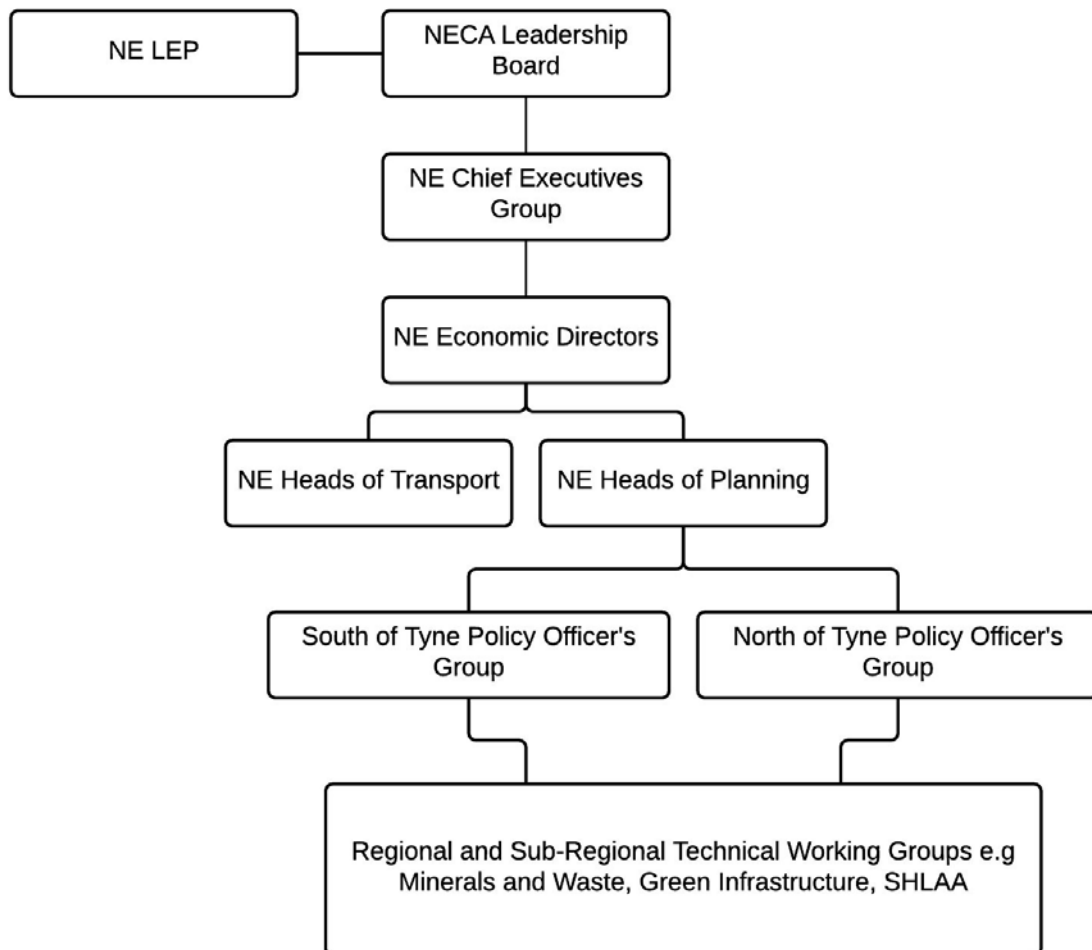 NE LEP
NECA Leadership
Board
NE Chief Executives
Group
NE Economic Directors
NE Heads of Transport
NE Heads of Planning
South of Tyne Policy Officer's
Group
North of Tyne Policy Officer's
Group
Regional and Sub-Regional Technical Working Groups e.g
Minerals and Waste, Green Infrastructure, SHLAA